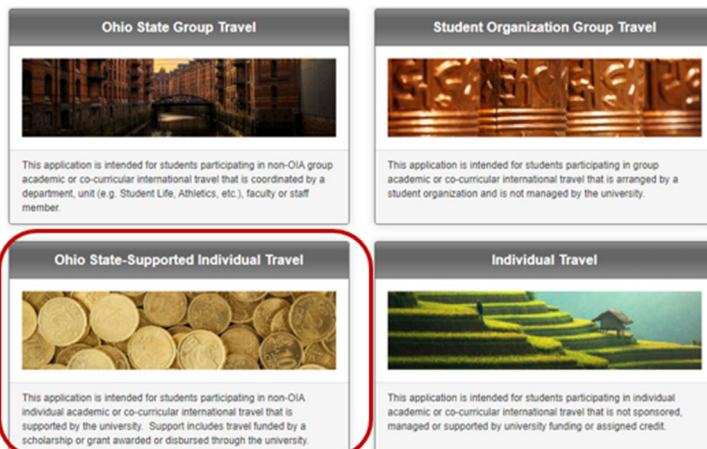 Ohio State Group Travel
This application is intended for students participating in non-OIA group
academic or co-curricular international travel that is coordinated by a
department, unit (e.g. Student Life, Athletics, etc.), faculty or staff
member.
Student Organization Group Travel
This application is intended for students participating in group
academic or co-curricular international travel that is arranged by a
student organization and is not managed by the university.
Ohio State-Supported Individual Travel
This application is intended for students participating in non-OIA
individual academic or co-curricular international travel that is
supported by the university. Support includes travel funded by a
scholarship or grant awarded or disbursed through the university.
Individual Travel
This application is intended for students participating in individual
academic or co-curricular international travel that is not sponsored,
managed or supported by university funding or assigned credit.